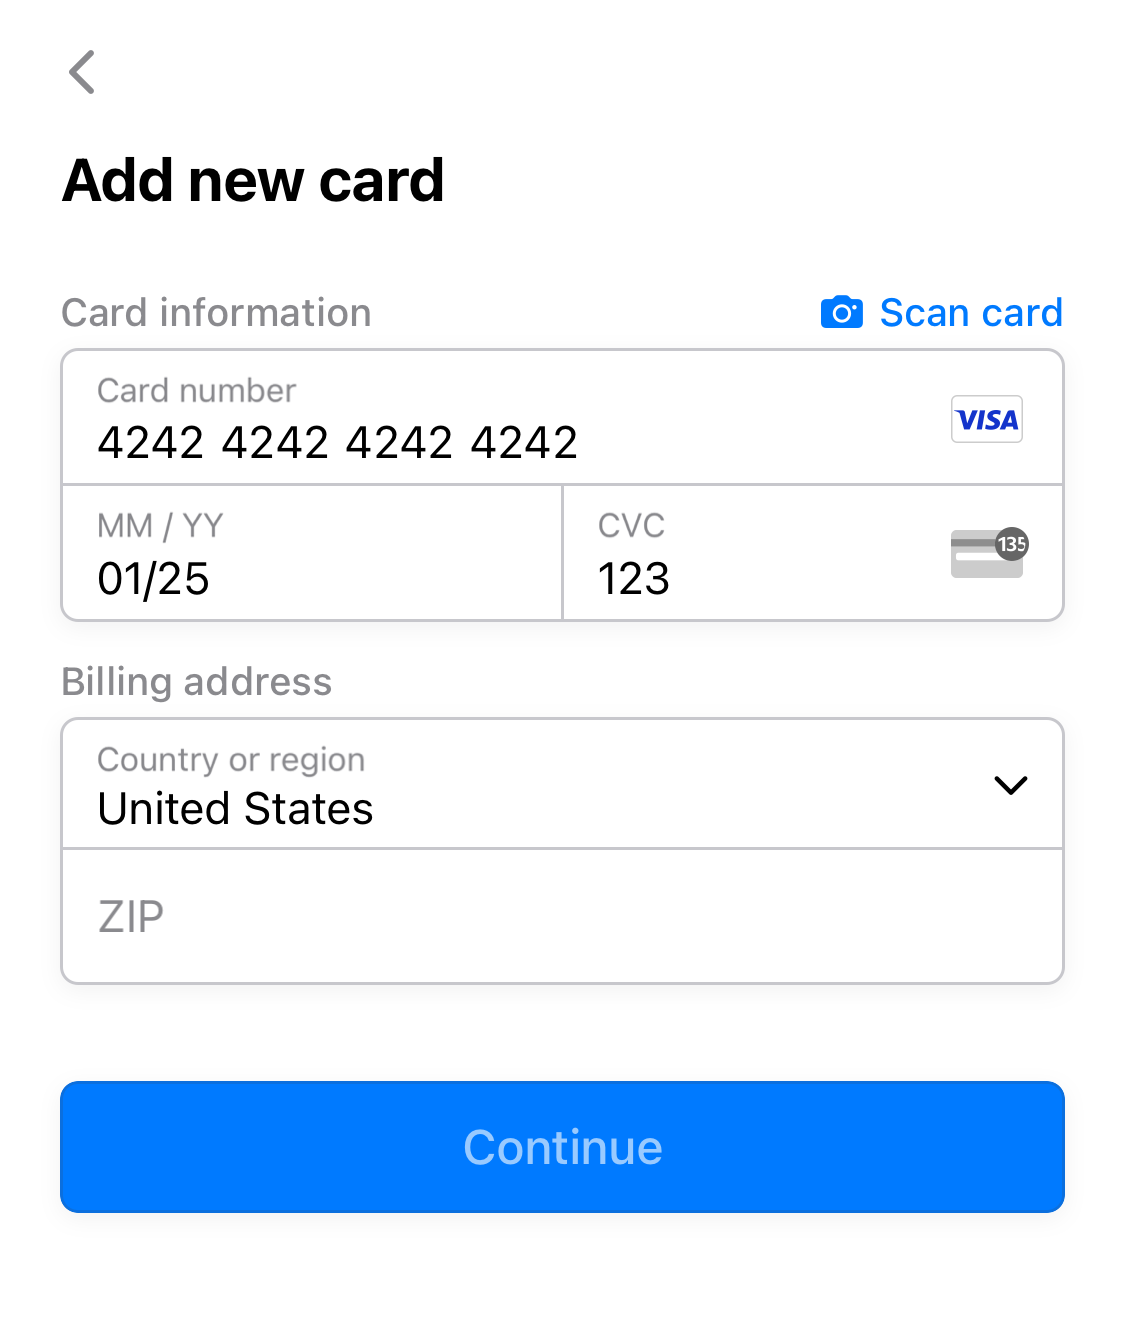 Add new card
Card information
Scan card
Card number
4242 4242 4242 4242
VISA
MM / YY
01/25
CVC
123
135
Billing address
Country or region
United States
ZIP
Continue